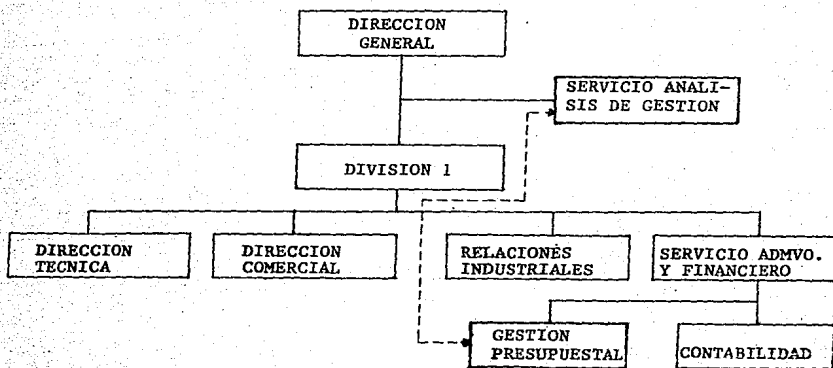 DIRECCION
GENERAL
SERVICIO ANALI-
SIS DE GESTION
DIVISION 1
DIRECCION
TECNICA
DIRECCION
COMERCIAL
RELACIONES
INDUSTRIALES
SERVICIO ADMVO.
Y FINANCIERO
GESTION
PRESUPUESTAL
CONTABILIDAD